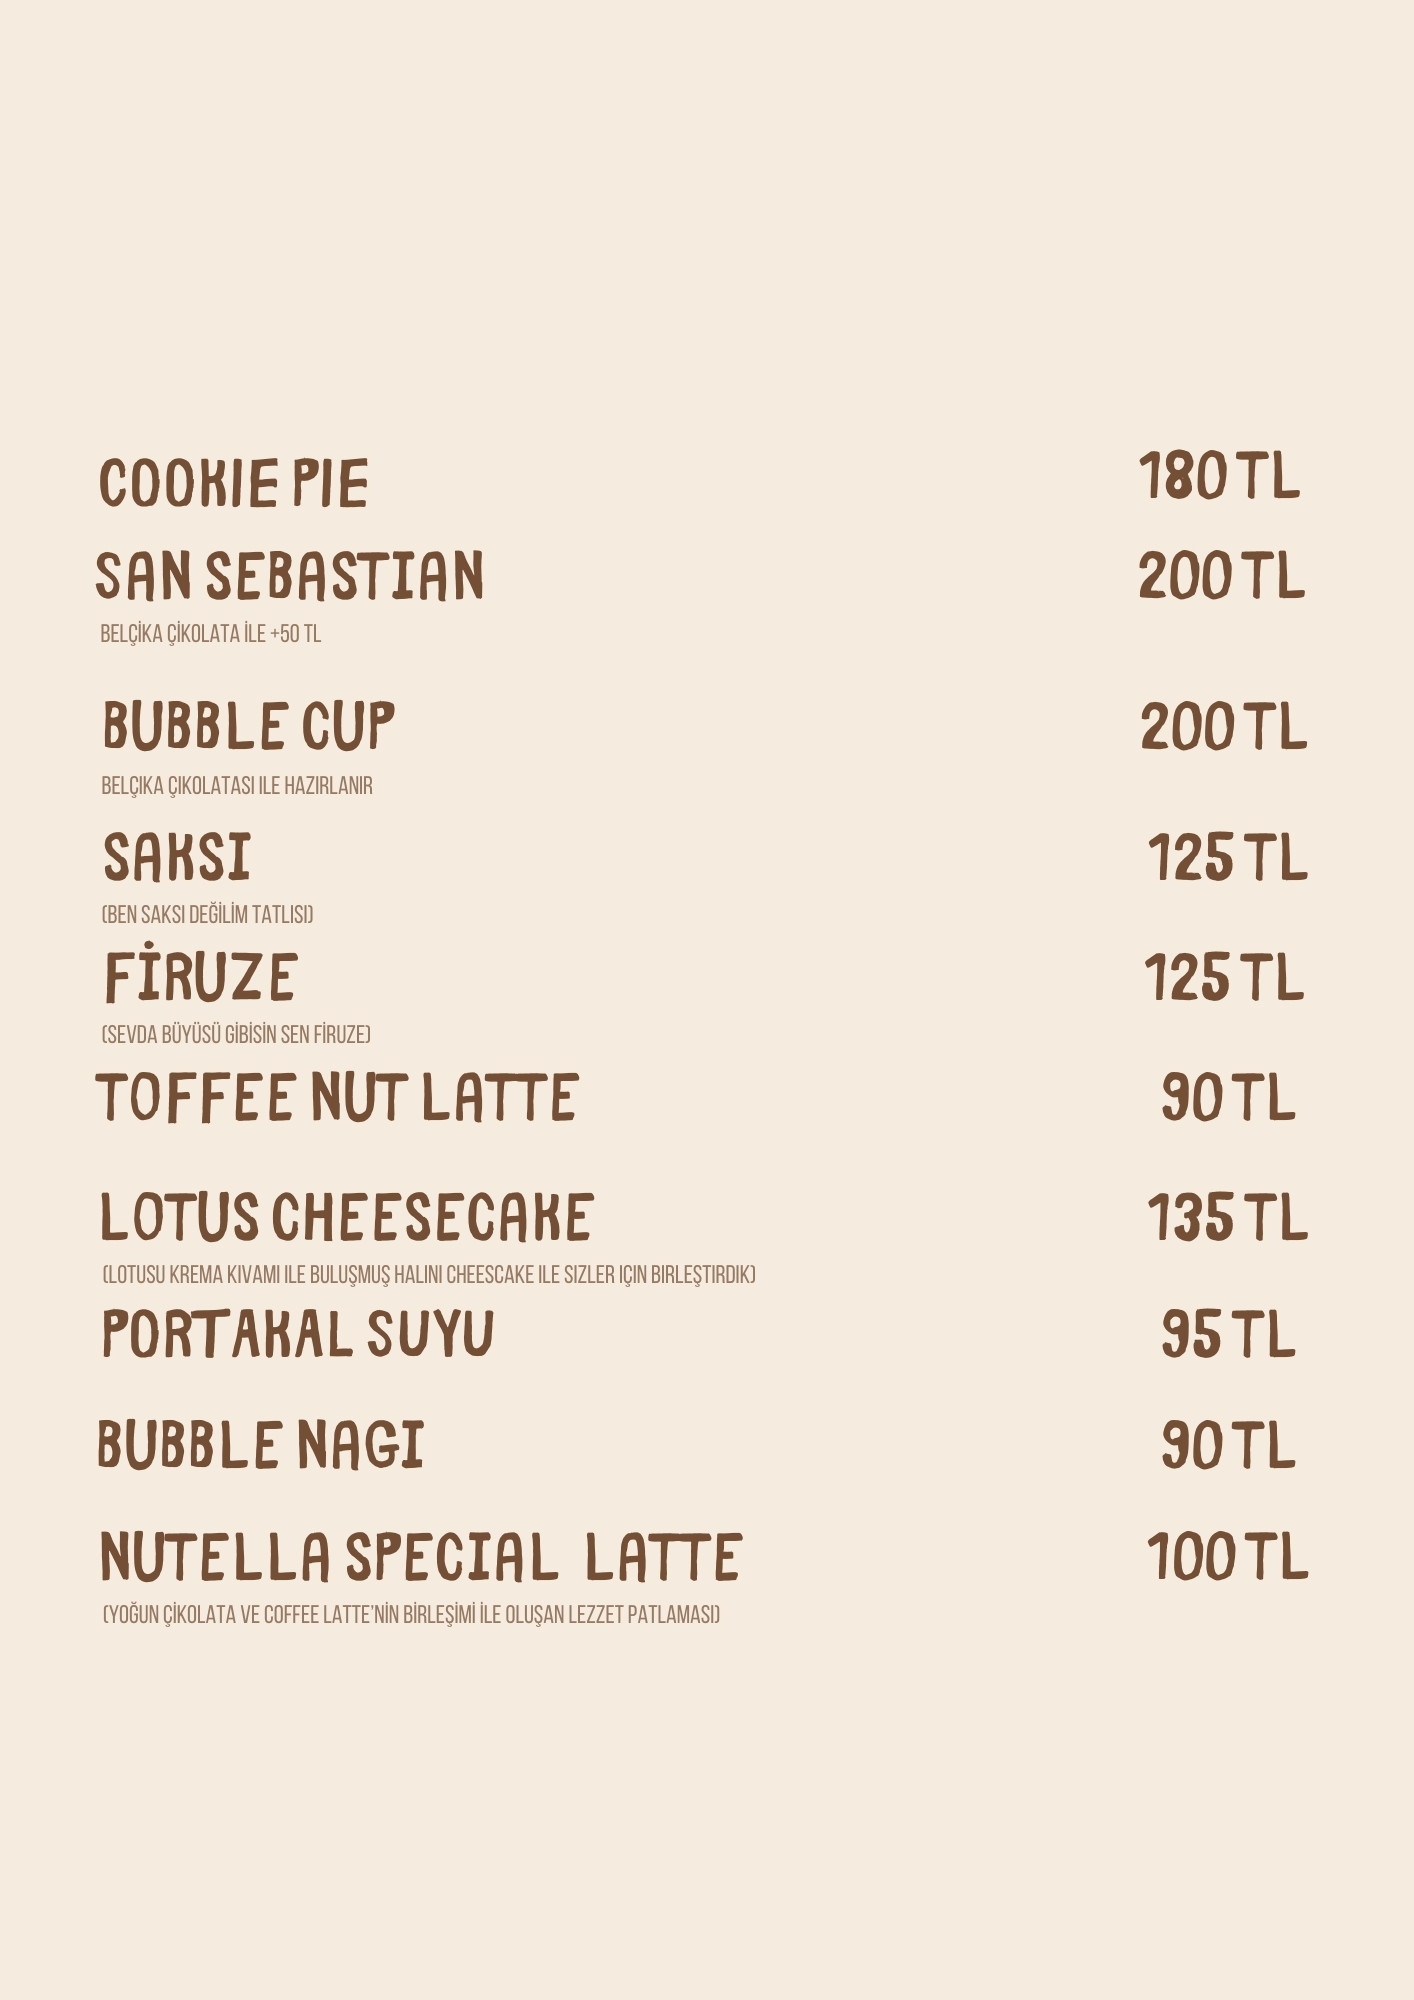 COOKIE PIE 180 TL
SAN SEBASTIAN 200 TL
BELÇİKA ÇİKOLATA İLE +50 TL
BUBBLE CUP 200 TL
BELÇIKA ÇIKOLATASI ILE HAZIRLANIR
SAKSI 125 TL
(BEN SAKSI DEĞİLİM TATLISI)
FİRUZE 125 TL
(SEVDA BÜYÜSÜ GİBİSİN SEN FİRUZE)
TOFFEE NUT LATTE 90 TL
LOTUS CHEESECAKE 135 TL
(LOTUSU KREMA KIVAMI ILE BULUŞMUŞ HALINI CHEESCAKE ILE SIZLER IÇIN BIRLEŞTIRDIK)
PORTAKAL SUYU 95 TL
BUBBLE NAGI 90 TL
NUTELLA SPECIAL LATTE 100 TL
(YOĞUN ÇİKOLATA VE COFFEE LATTE'NİN BİRLEŞİMİ İLE OLUŞAN LEZZET PATLAMASI)